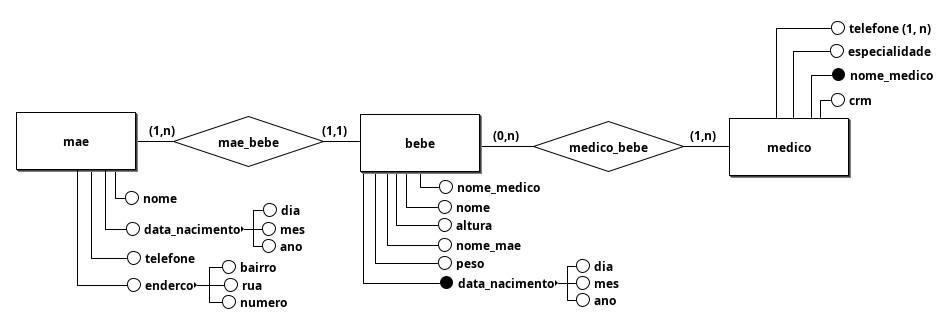 telefone (1, n)
especialidade
nome_medico
crm
mae
(1,n)
mae_bebe
(1,1)
bebe
(0,n)
medico_bebe
(1,n)
medico
nome
data_nacimento
dia
mes
ano
telefone
enderco
bairro
rua
numero
nome_medico
nome
altura
nome_mae
peso
data_nacimento
dia
mes
ano